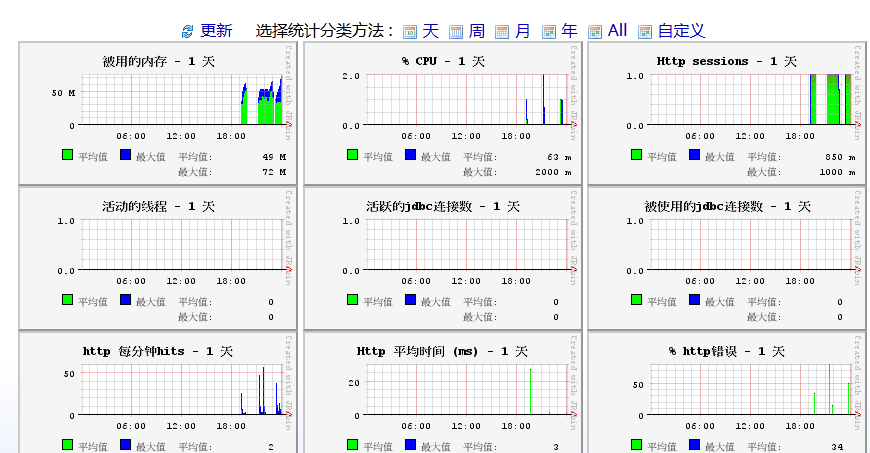 更新 选择统计分类方法： 天 周 月 年 All 自定义
被用的内存 - 1 天
50 M
0
06:00 12:00 18:00
平均值 最大值 平均值: 49 M
最大值: 72 M
Created with JRobin
% CPU - 1 天
2.0
0.0
06:00 12:00 18:00
平均值 最大值 平均值: 53 m
最大值: 2000 m
Created with JRobin
Http sessions - 1 天
1.0
0.0
06:00 12:00 18:00
平均值 最大值 平均值: 850 m
最大值: 1000 m
Created with JRobin
活动的线程 - 1 天
1.0
0.0
06:00 12:00 18:00
平均值 最大值 平均值: 0
最大值: 0
Created with JRobin
活跃的jdbc连接数 - 1 天
1.0
0.0
06:00 12:00 18:00
平均值 最大值 平均值: 0
最大值: 0
Created with JRobin
被使用的jdbc连接数 - 1 天
1.0
0.0
06:00 12:00 18:00
平均值 最大值 平均值: 0
最大值: 0
Created with JRobin
http 每分钟hits - 1 天
50
0
06:00 12:00 18:00
平均值 最大值 平均值: 2
Created with JRobin
Http 平均时间 (ms) - 1 天
20
0
06:00 12:00 18:00
平均值 最大值 平均值: 3
Created with JRobin
% http错误 - 1 天
50
0
06:00 12:00 18:00
平均值 最大值 平均值: 34
Created with JRobin